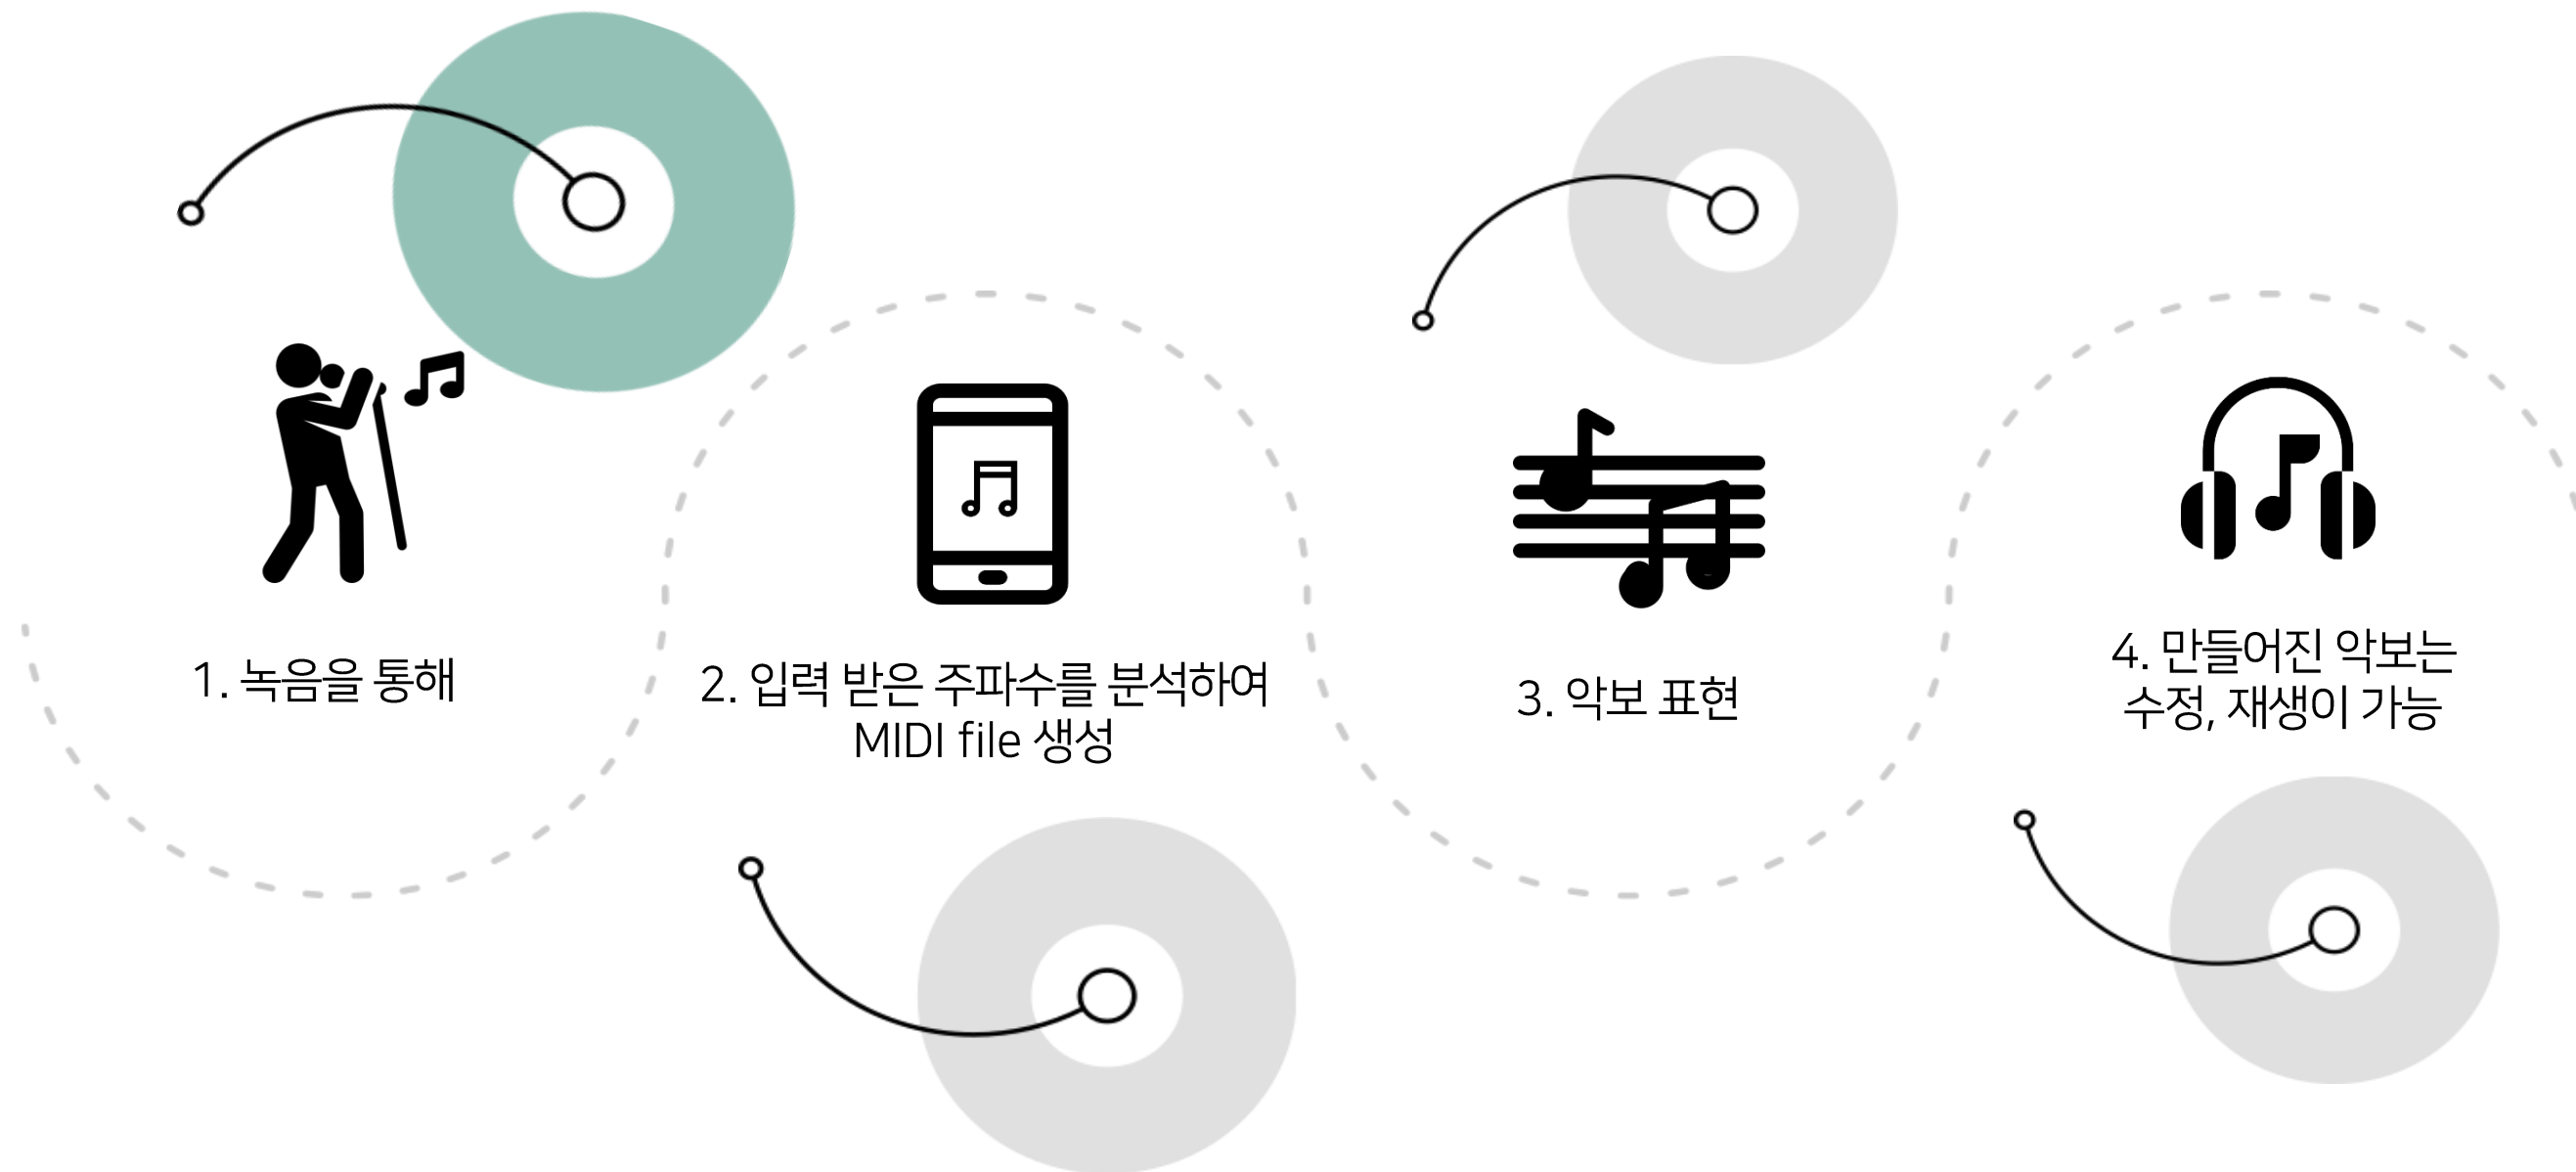 1. 녹음을 통해
2. 입력 받은 주파수를 분석하여
MIDI file 생성
3. 악보 표현
4. 만들어진 악보는
수정, 재생이 가능